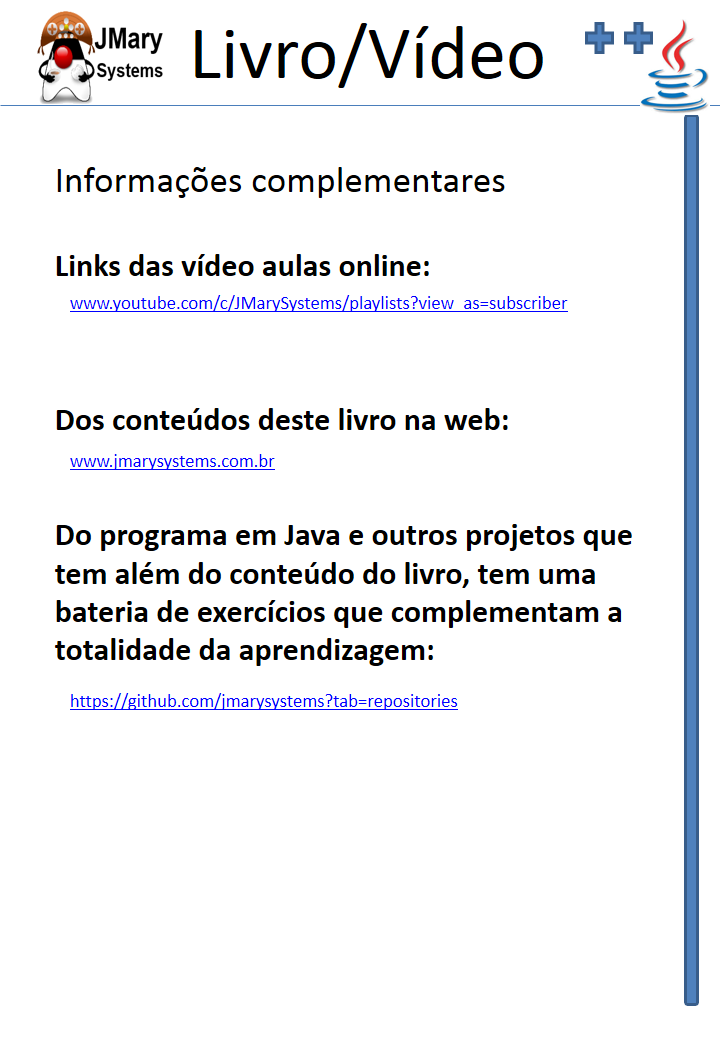 JMary
Systems
Livro/Vídeo
Informações complementares
Links das vídeo aulas online:
www.youtube.com/c/JMarySystems/playlists?view_as=subscriber
Dos conteúdos deste livro na web:
www.jmarysystems.com.br
Do programa em Java e outros projetos que
tem além do conteúdo do livro, tem uma
bateria de exercícios que complementam a
totalidade da aprendizagem:
https://github.com/jmarysystems?tab=repositories